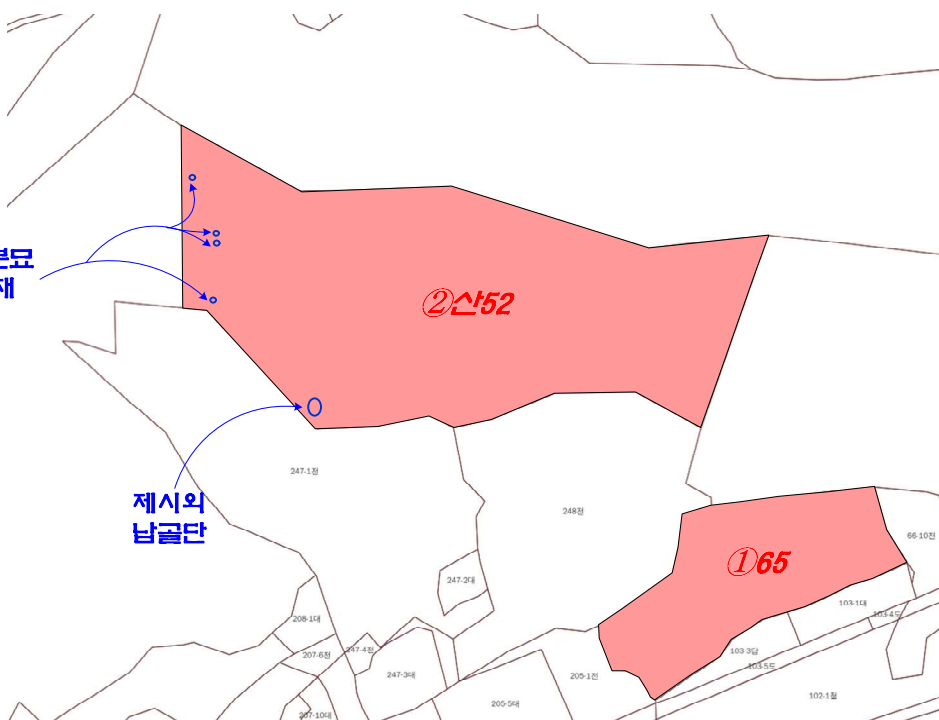 ②산52
제시외
납골단
①65
247-1전
248전
66-10전
247-2대
103-1대
103-4도
208-1대
207-6전
247-4전
247-3대
103-3답
103-5도
205-1전
205-5대
102-1철
207-10대